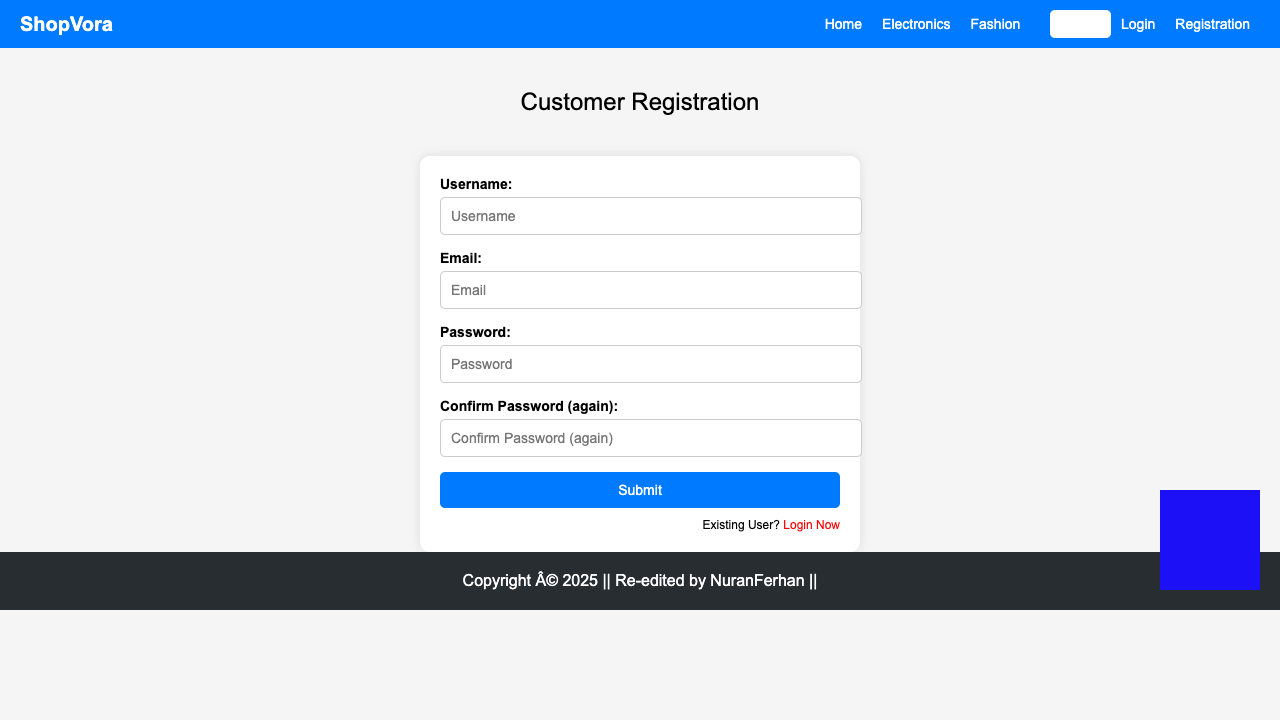 ShopVora Home Electronics Fashion Login Registration
Customer Registration
Username:
Username
Email:
Email
Password:
Password
Confirm Password (again):
Confirm Password (again)
Submit
Existing User? Login Now
Copyright Â© 2025 || Re-edited by NuranFerhan ||